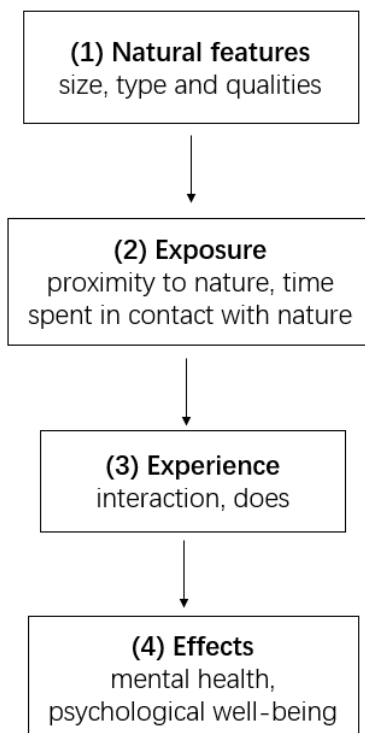 (1) Natural features
size, type and qualities
(2) Exposure
proximity to nature, time
spent in contact with nature
(3) Experience
interaction, does
(4) Effects
mental health,
psychological well-being